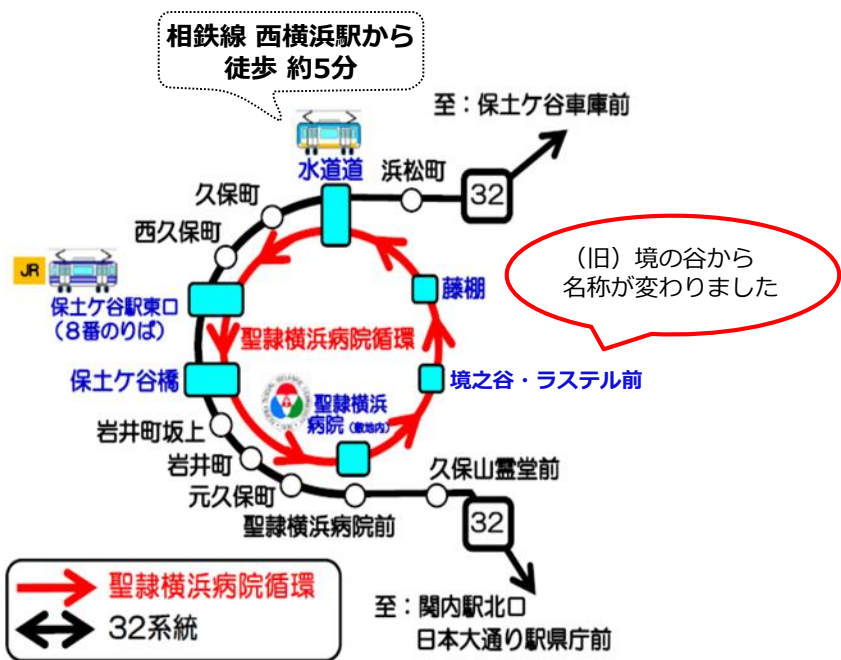 相鉄線 西横浜駅から
徒歩 約5分
至：保土ケ谷車庫前
水道道
浜松町
32
久保町
西久保町
JR
保土ケ谷駅東口
（8番のりば）
藤棚
（旧）境の谷から
名称が変わりました
聖隷横浜病院循環
保土ケ谷橋
境之谷・ラステル前
聖隷横浜
病院（敷地内）
岩井町坂上
岩井町
元久保町
聖隷横浜病院前
久保山霊堂前
32
聖隷横浜病院循環
32系統
至：関内駅北口
日本大通り駅県庁前